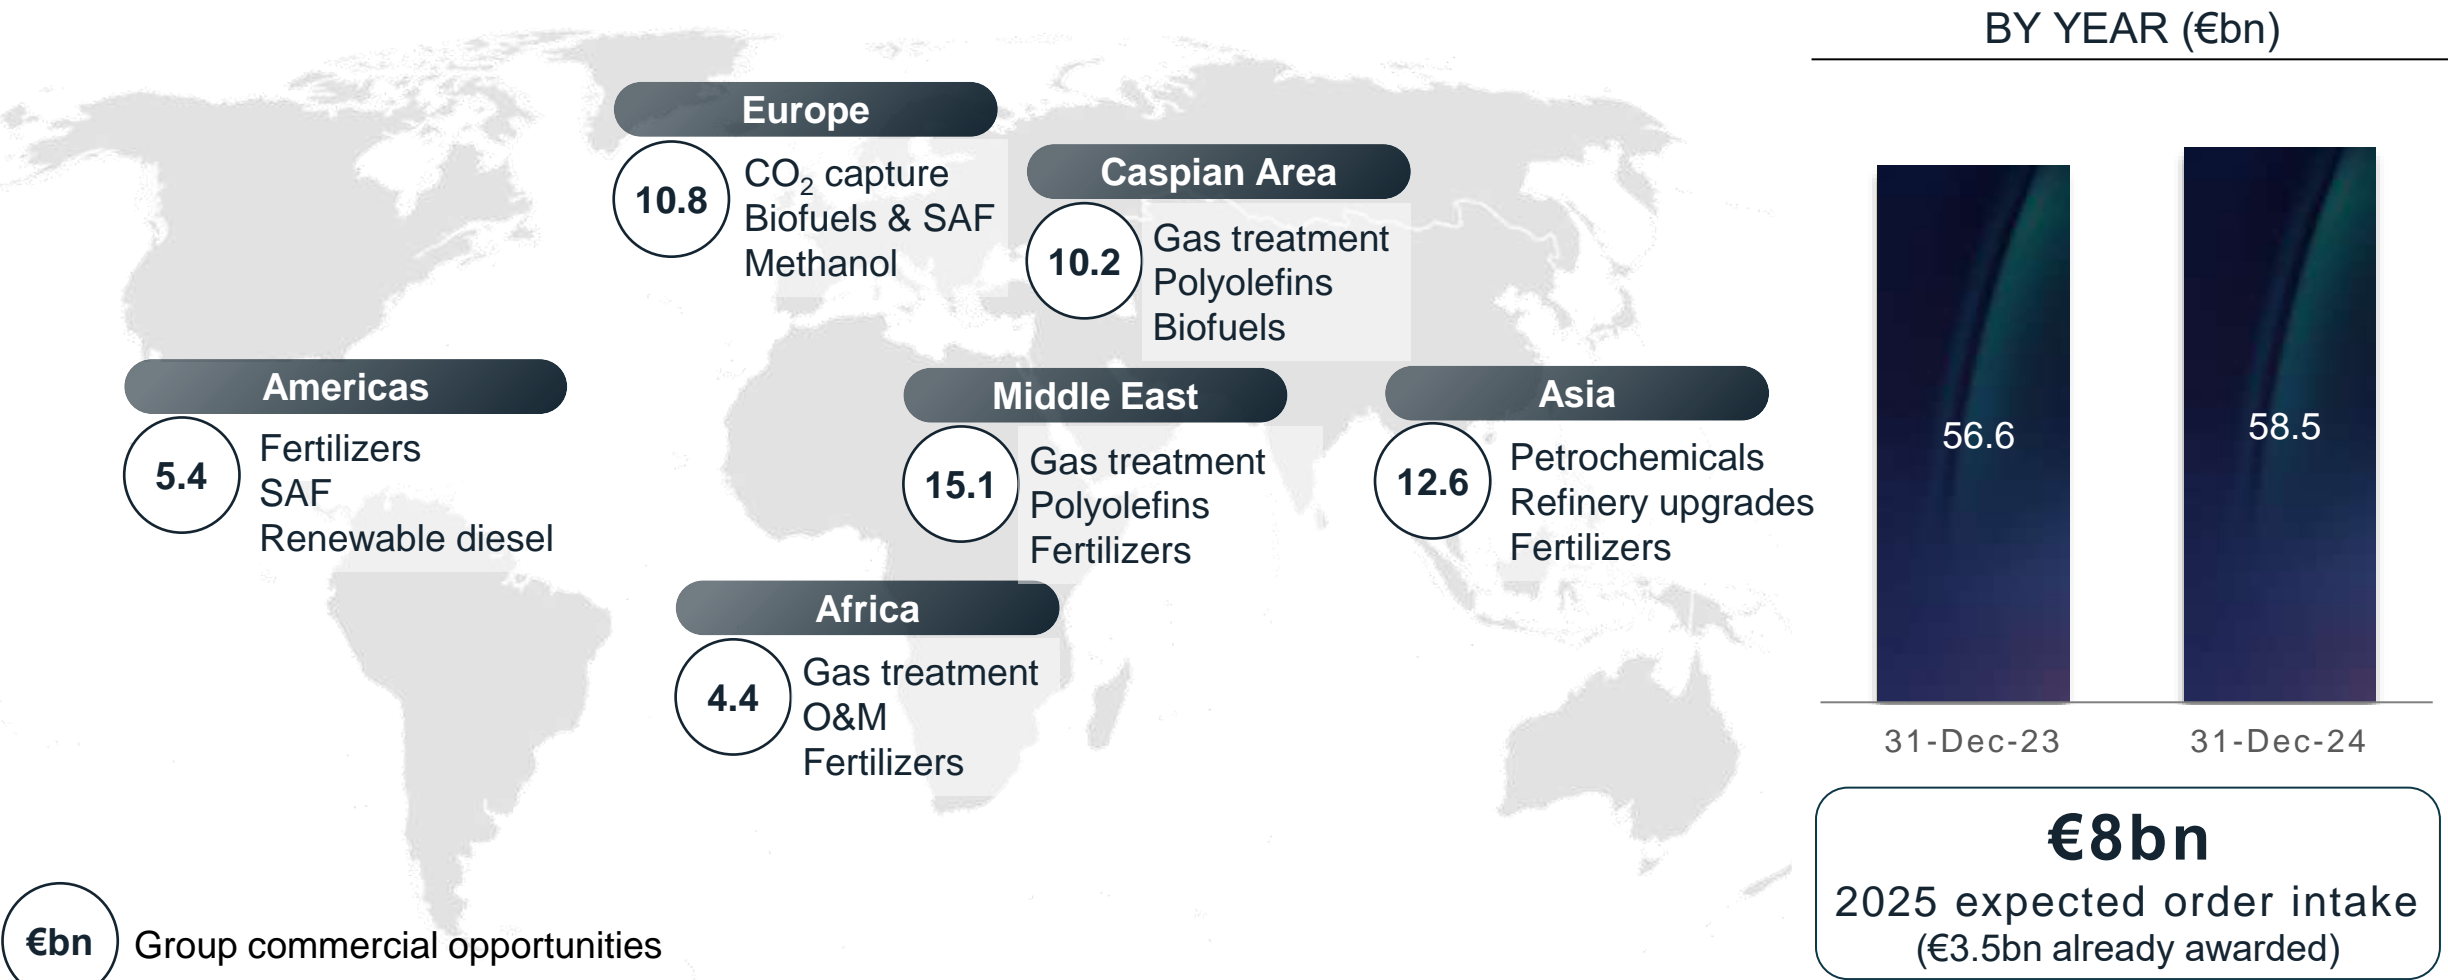 BY YEAR (€bn)
Europe
10.8
CO₂ capture
Biofuels & SAF
Methanol
Caspian Area
10.2
Gas treatment
Polyolefins
Biofuels
Americas
5.4
Fertilizers
SAF
Renewable diesel
Middle East
15.1
Gas treatment
Polyolefins
Fertilizers
Asia
12.6
Petrochemicals
Refinery upgrades
Fertilizers
Africa
4.4
Gas treatment
O&M
Fertilizers
€bn
Group commercial opportunities
56.6
58.5
31-Dec-23
31-Dec-24
€8bn
2025 expected order intake
(€3.5bn already awarded)